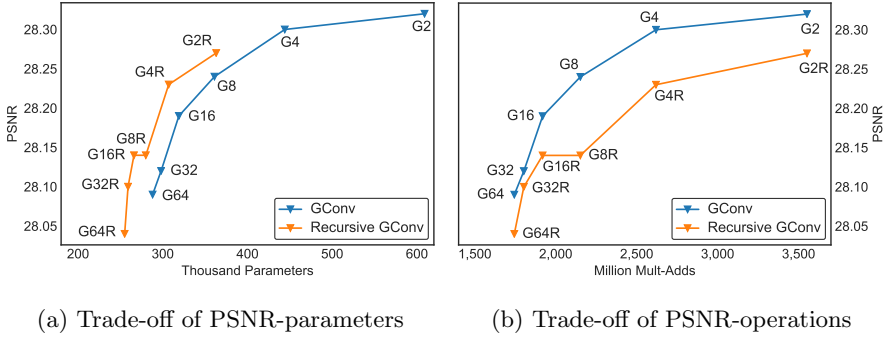 PSNR
28.30
28.25
28.20
28.15
28.10
28.05
G2R
G2
G4
G4R
G8
G16
G8R
G16R
G32
G32R
G64
G64R
GConv
Recursive GConv
200 300 400 500 600
Thousand Parameters
(a) Trade-off of PSNR-parameters
G4
G2
G8
G2R
G4R
G16
G8R
G16R
G32
G32R
G64
G64R
GConv
Recursive GConv
1,500 2,000 2,500 3,000 3,500
Million Mult-Adds
28.30
28.25
28.20
28.15
28.10
28.05
PSNR
(b) Trade-off of PSNR-operations